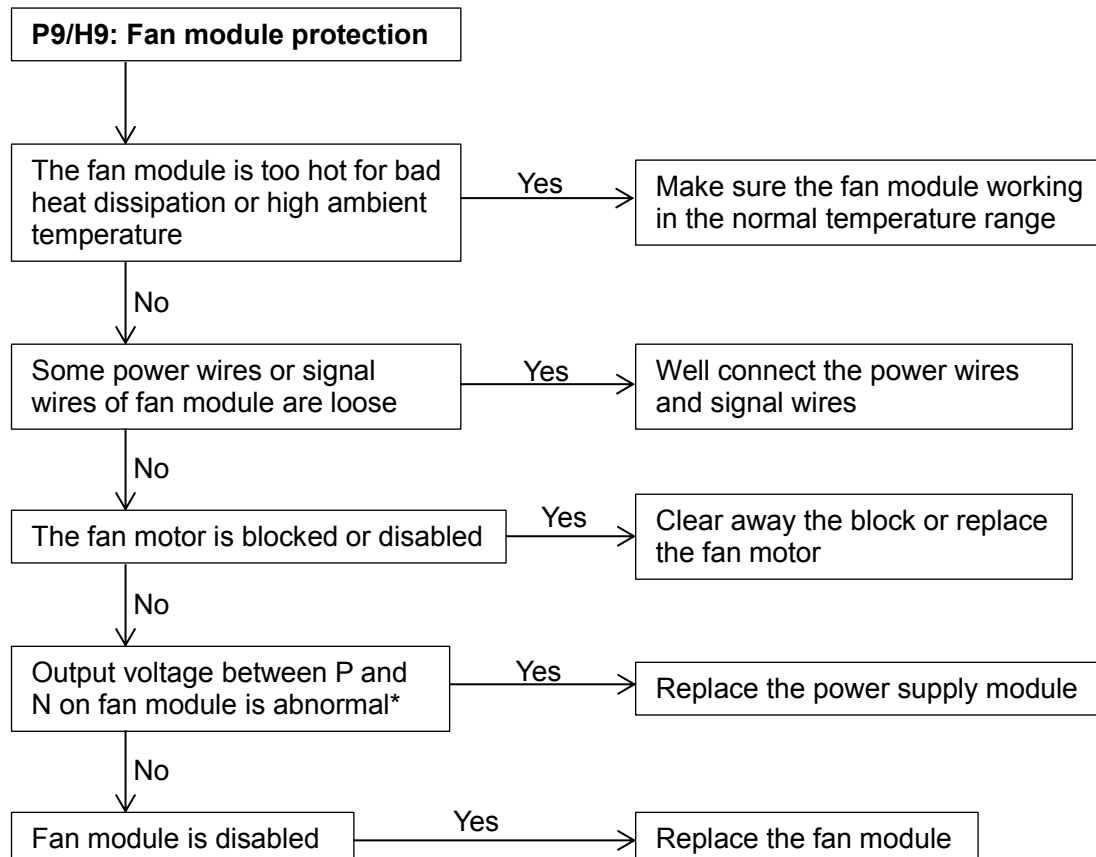 P9/H9: Fan module protection
The fan module is too hot for bad
heat dissipation or high ambient
temperature
Yes
Make sure the fan module working
in the normal temperature range
No
Some power wires or signal
wires of fan module are loose
Yes
Well connect the power wires
and signal wires
No
The fan motor is blocked or disabled
Yes
Clear away the block or replace
the fan motor
No
Output voltage between P and
N on fan module is abnormal*
Yes
Replace the power supply module
No
Fan module is disabled
Yes
Replace the fan module